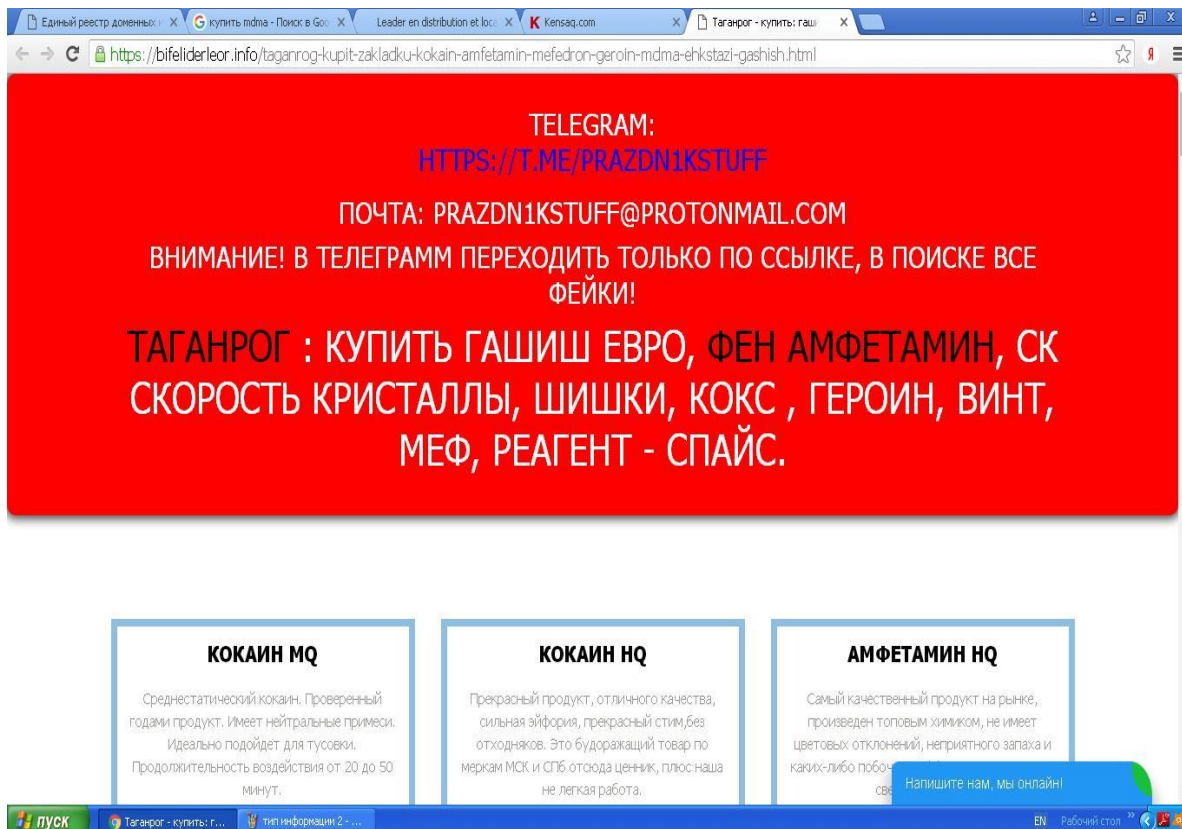 Единый реестр доменных
купить mdma - Поиск в Goo
Leader en distribution et loca
Kensaq.com
Таганрог - купить: гаш
https://bifeliderleor.info/taganrog-kupit-zakladku-kokain-amfetamin-mefedron-geroin-mdma-ehkstazi-gashish.html
TELEGRAM:
HTTPS://T.ME/PRAZDN1KSTUFF
ПОЧТА: PRAZDN1KSTUFF@PROTONMAIL.COM
ВНИМАНИЕ! В ТЕЛЕГРАММ ПЕРЕХОДИТЬ ТОЛЬКО ПО ССЫЛКЕ, В ПОИСКЕ ВСЕ
ФЕЙКИ!
ТАГАНРОГ : КУПИТЬ ГАШИШ ЕВРО, ФЕН АМФЕТАМИН, СК
СКОРОСТЬ КРИСТАЛЛЫ, ШИШКИ, КОКС , ГЕРОИН, ВИНТ,
МЕФ, РЕАГЕНТ - СПАЙС.
КОКАИН MQ
Среднестатический кокаин. Проверенный
годами продукт. Имеет нейтральные примеси.
Идеально подойдет для тусовки.
Продолжительность воздействия от 20 до 50
минут.
КОКАИН HQ
Прекрасный продукт, отличного качества,
сильная эйфория, прекрасный стим,без
отходняков. Это будоражащий товар по
меркам МСК и СПб отсюда ценник, плюс наша
не легкая работа.
АМФЕТАМИН HQ
Самый качественный продукт на рынке,
произведен топовым химиком, не имеет
цветовых отклонений, неприятного запаха и
каких-либо побоч
све
Напишите нам, мы онлайн!
пуск
Таганрог - купить: г...
тип информации 2 - ...
EN
Рабочий стол